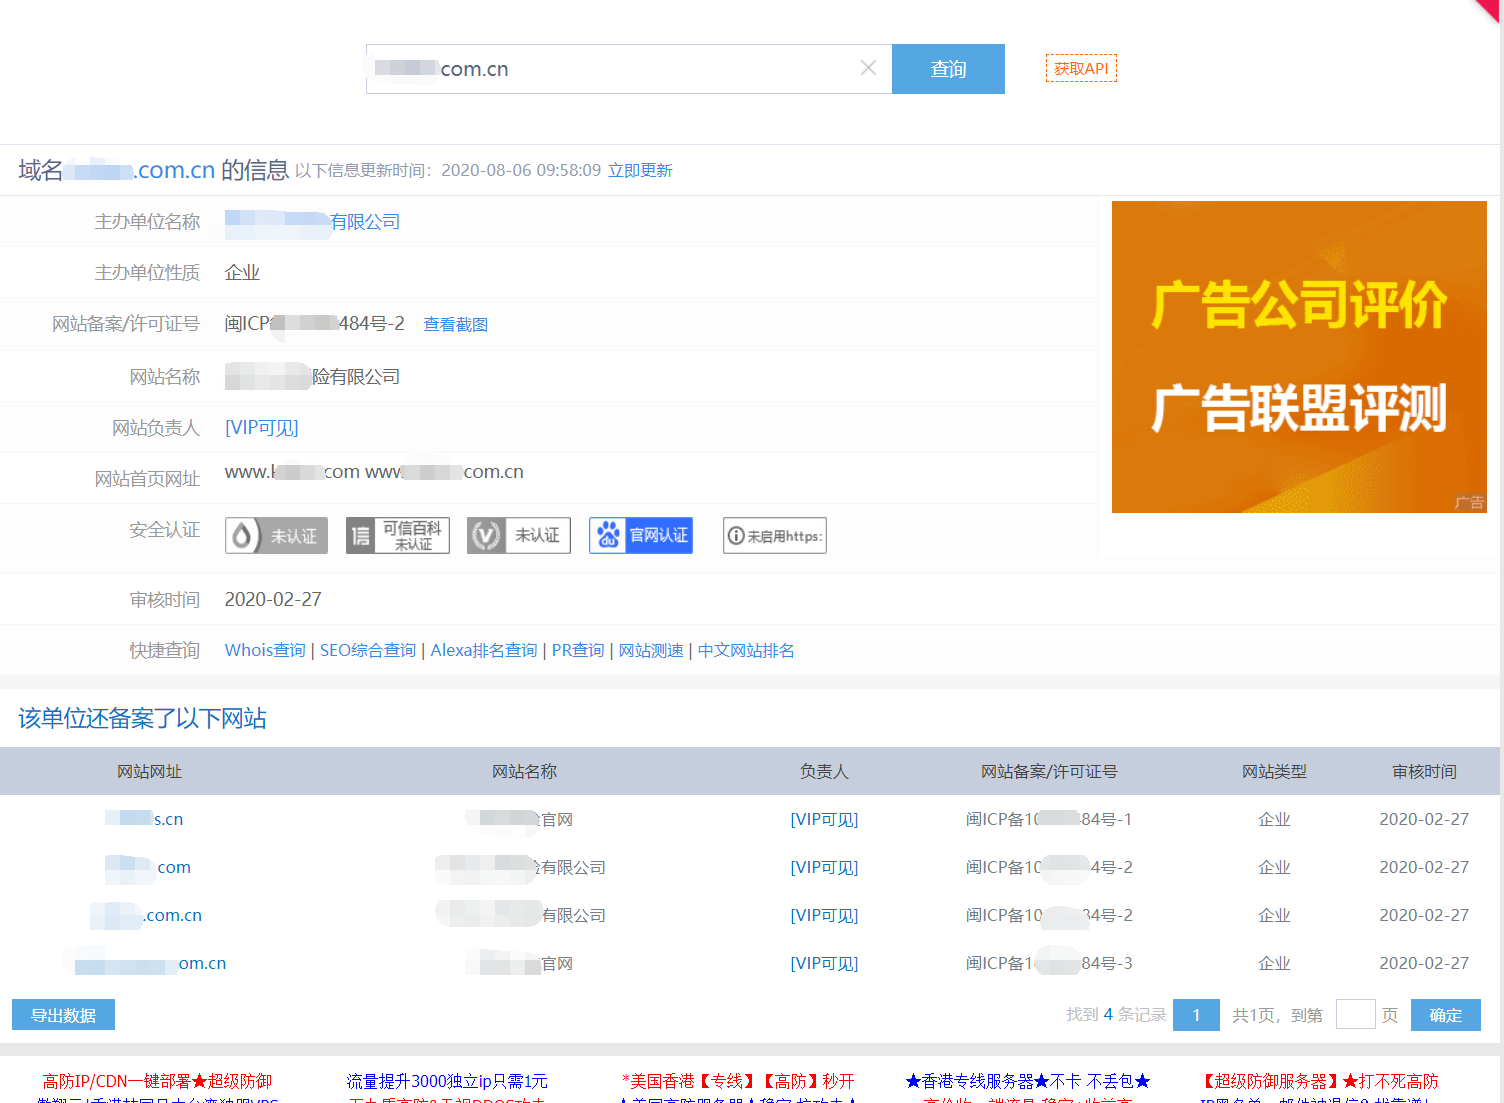 com.cn
查询
获取API
域名 .com.cn 的信息 以下信息更新时间：2020-08-06 09:58:09 立即更新
主办单位名称 有限公司
主办单位性质 企业
网站备案/许可证号 闽ICP 484号-2 查看截图
网站名称 险有限公司
网站负责人 [VIP可见]
网站首页网址 www.k com www com.cn
安全认证 未认证 信 可信百科 未认证 V 未认证 du 官网认证 未启用https:
审核时间 2020-02-27
快捷查询 Whois查询 | SEO综合查询 | Alexa排名查询 | PR查询 | 网站测速 | 中文网站排名
广告公司评价
广告联盟评测
广告
该单位还备案了以下网站
网站网址 网站名称 负责人 网站备案/许可证号 网站类型 审核时间
s.cn 官网 [VIP可见] 闽ICP备10 84号-1 企业 2020-02-27
com 有限公司 [VIP可见] 闽ICP备10 4号-2 企业 2020-02-27
.com.cn 有限公司 [VIP可见] 闽ICP备10 4号-2 企业 2020-02-27
om.cn 官网 [VIP可见] 闽ICP备1 84号-3 企业 2020-02-27
导出数据 找到 4 条记录 1 共1页，到第 页 确定
高防IP/CDN一键部署★超级防御 流量提升3000独立ip只需1元 *美国香港【专线】【高防】秒开 ★香港专线服务器★不卡 不丢包★ 【超级防御服务器】★打不死高防